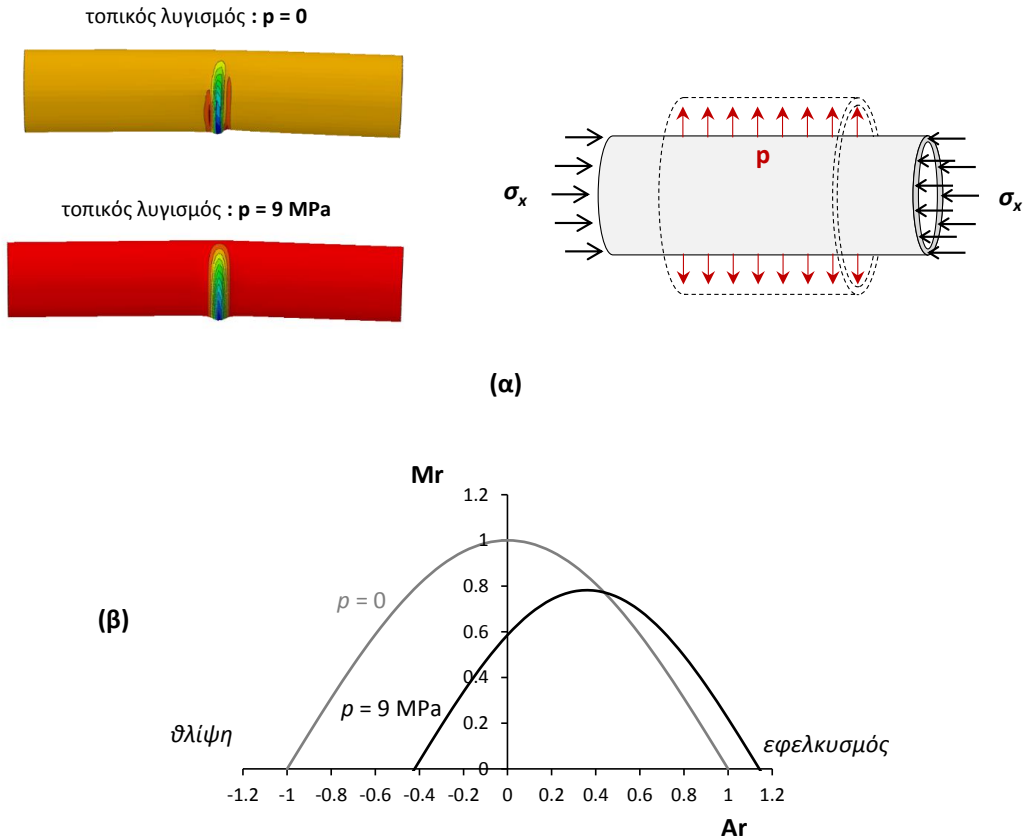 τοπικός λυγισμός : p = 0
τοπικός λυγισμός : p = 9 MPa
p
σx
σx
(α)
Mr
1.2
1
0.8
0.6
0.4
0.2
0
p = 0
(β)
p = 9 MPa
θλίψη
εφελκυσμός
-1.2 -1 -0.8 -0.6 -0.4 -0.2 0 0.2 0.4 0.6 0.8 1 1.2
Ar